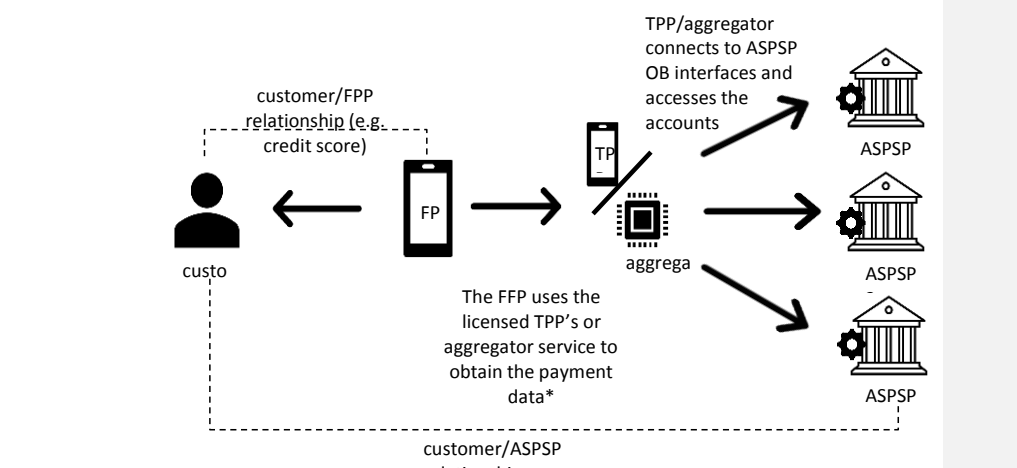 TPP/aggregator
connects to ASPSP
OB interfaces and
accesses the
accounts
customer/FPP
relationship (e.g.
credit score)
TP
FP
custo
aggrega
ASPSP
ASPSP
ASPSP
The FFP uses the
licensed TPP's or
aggregator service to
obtain the payment
data*
customer/ASPSP